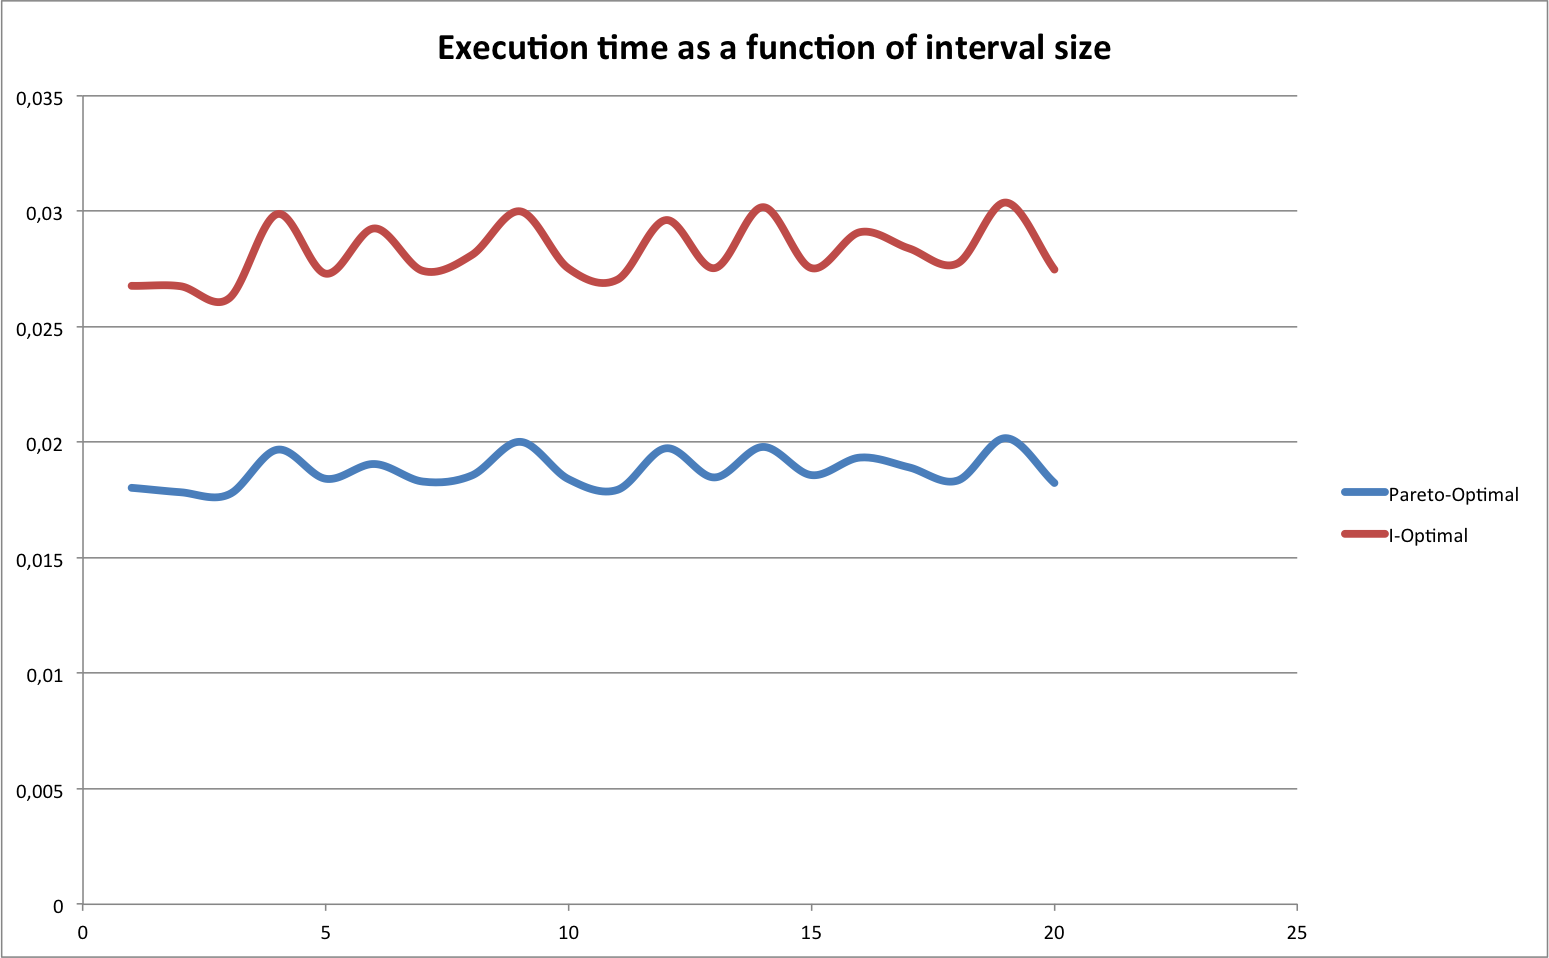 Execution time as a function of interval size
0,035
0,03
0,025
0,02
0,015
0,01
0,005
0
0 5 10 15 20 25
Pareto-Optimal
I-Optimal